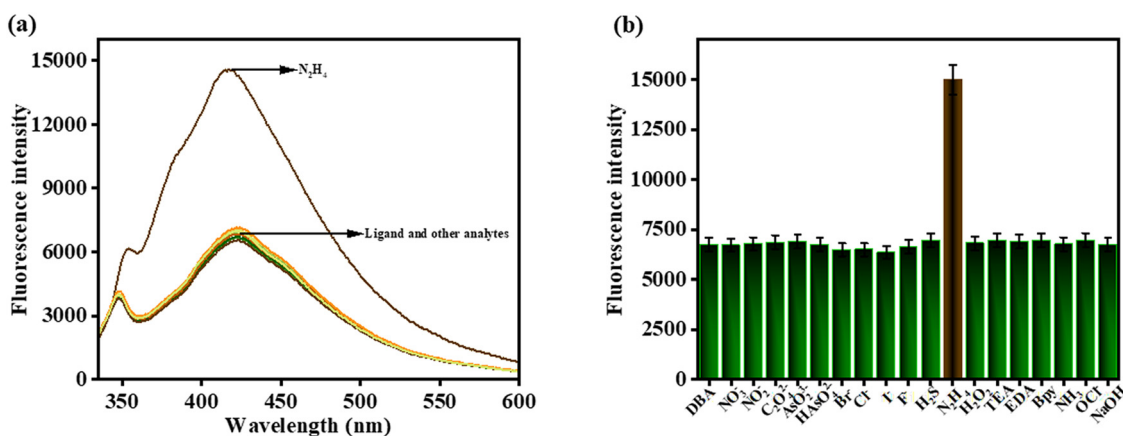 (a)
Fluorescence intensity
15000
12000
9000
6000
3000
0
N₂H₄
Ligand and other analytes
350 400 450 500 550 600
Wavelength (nm)
(b)
Fluorescence intensity
15000
12500
10000
7500
5000
2500
0
DBA
NO₃⁻
NO₂⁻
C₂O₄²⁻
HAsO₄²⁻
Br⁻
Cl⁻
I⁻
F⁻
H₂S
N₂H₄
H₂O₂
TEA
EDA
Bpy
NH₃
OCl⁻
NaOH